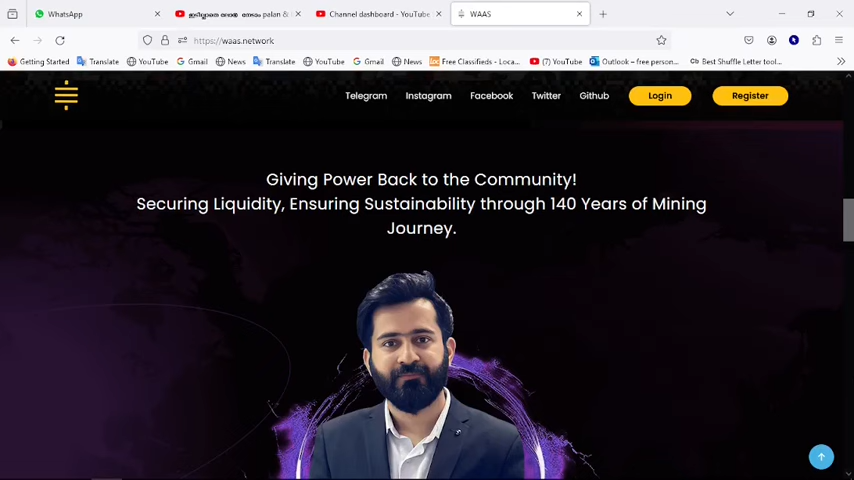 WhatsApp
palan &
Channel dashboard - YouTube
WAAS
https://waas.network
Getting Started Translate YouTube Gmail News Translate YouTube Gmail News Free Classifieds - Loca... (7) YouTube Outlook – free person... Best Shuffle Letter tool...
Telegram Instagram Facebook Twitter Github Login Register
Giving Power Back to the Community!
Securing Liquidity, Ensuring Sustainability through 140 Years of Mining
Journey.